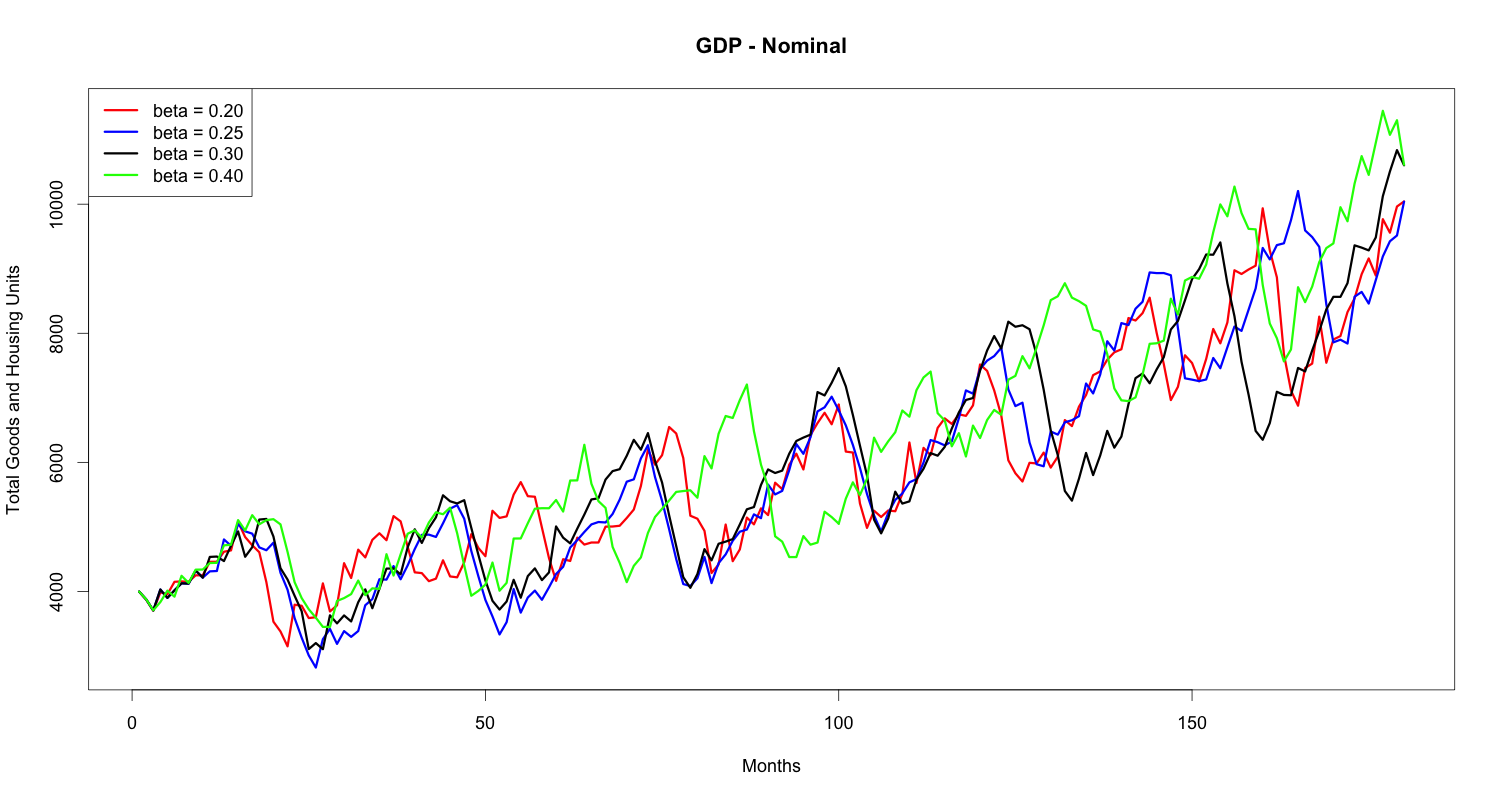 GDP - Nominal
beta = 0.20
beta = 0.25
beta = 0.30
beta = 0.40
Total Goods and Housing Units
10000
8000
6000
4000
0 50 100 150
Months